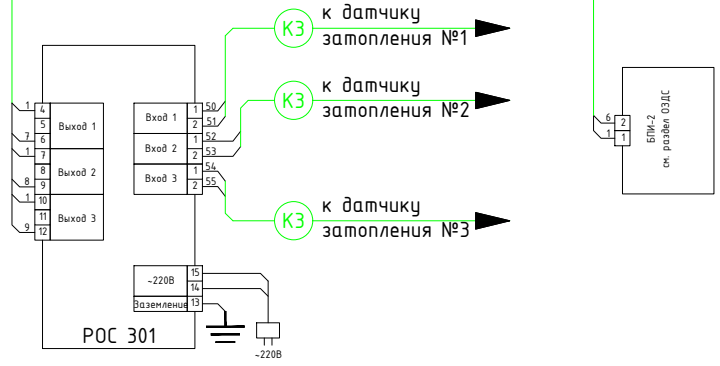 К3
к датчику
затопления №1
К3
к датчику
затопления №2
К3
к датчику
затопления №3
1
7
1
8
1
9
4
5
6
7
8
9
10
11
12
Выход 1
Выход 2
Выход 3
Вход 1
Вход 2
Вход 3
1
2
1
2
1
2
50
51
52
53
54
55
~220В
Заземление
15
14
13
РОС 301
~220В
6
1
2
1
БПИ-2
см. раздел ОЗДС